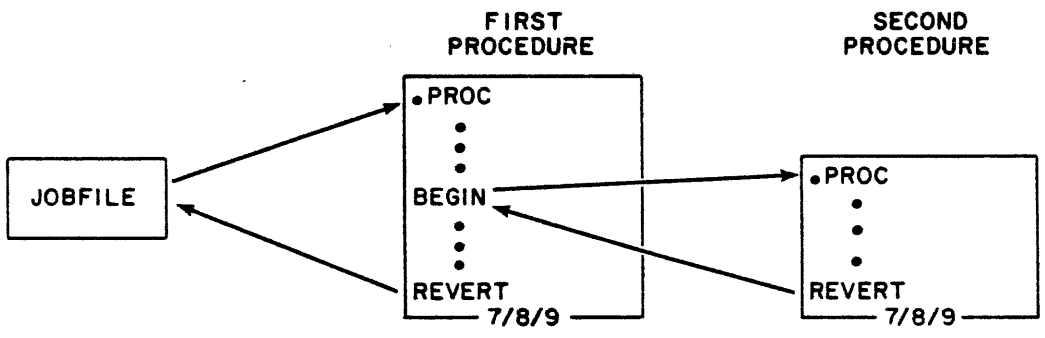 FIRST
PROCEDURE
SECOND
PROCEDURE
JOBFILE
.PROC
BEGIN
REVERT
7/8/9
.PROC
REVERT
7/8/9